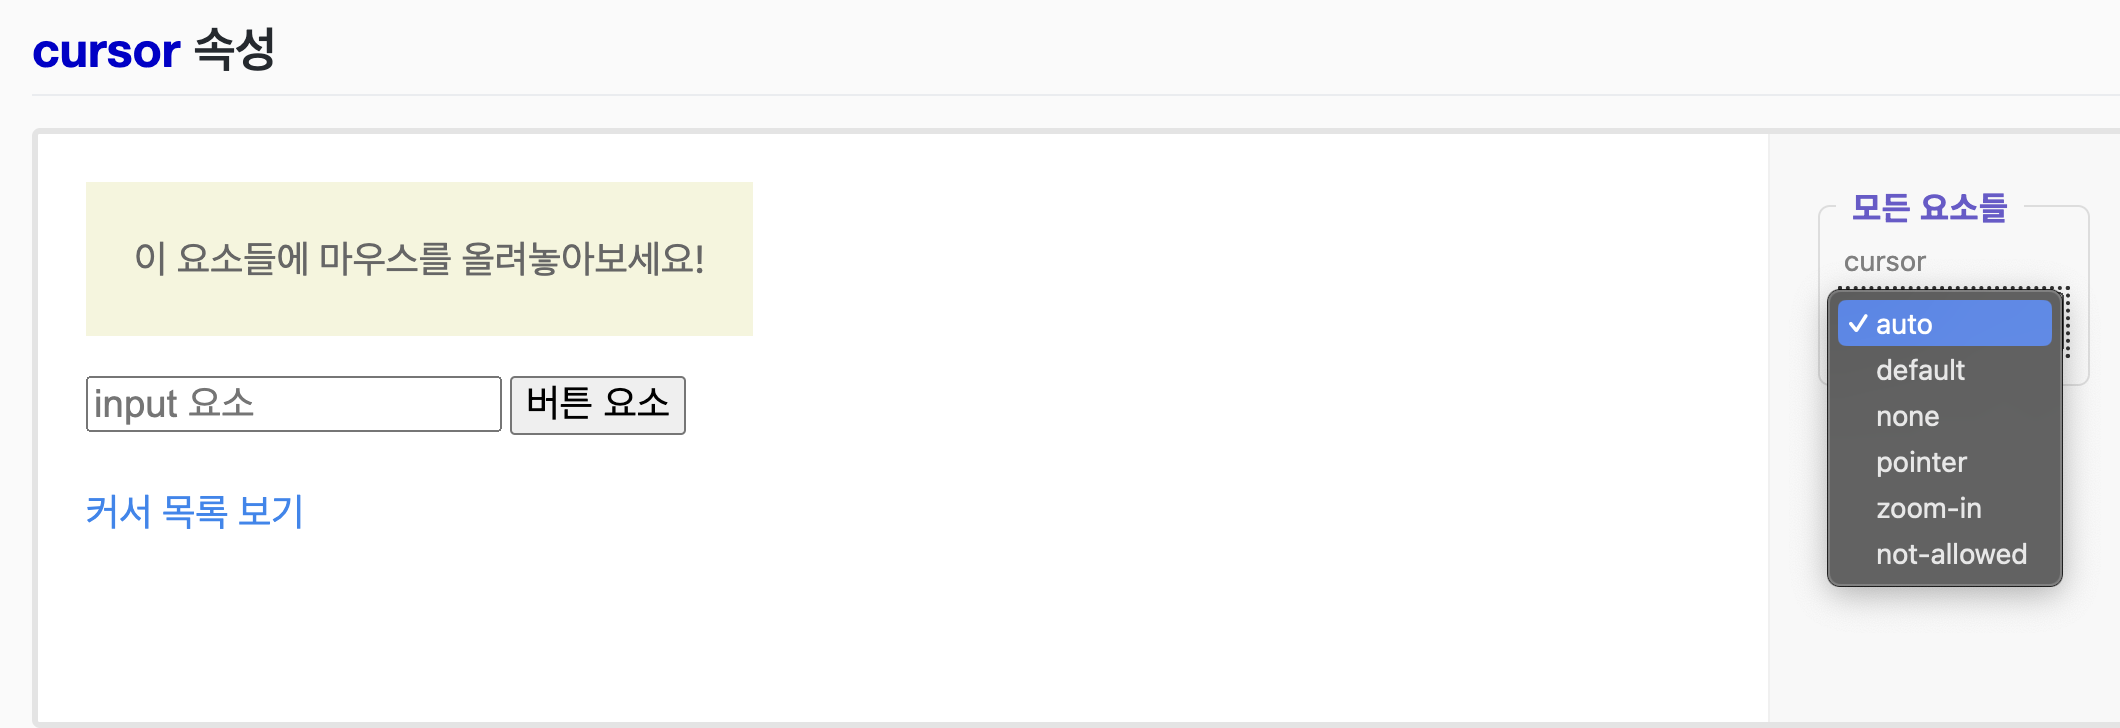 cursor 속성
이 요소들에 마우스를 올려놓아보세요!
input 요소
버튼 요소
커서 목록 보기
모든 요소들
cursor
✓ auto
default
none
pointer
zoom-in
not-allowed